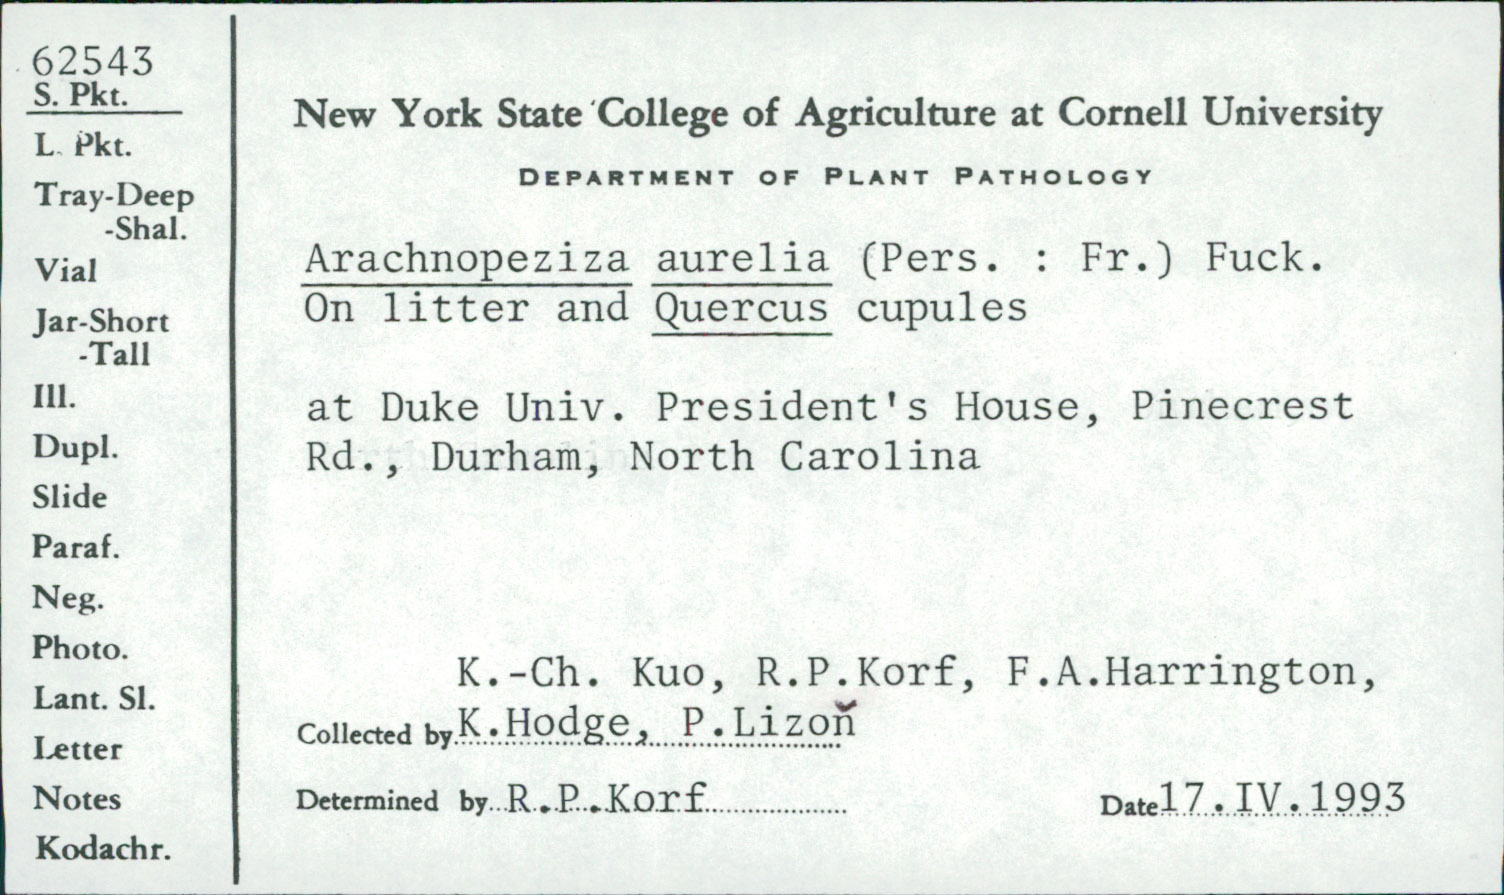 62543
S. Pkt.
L. Pkt.
Tray-Deep
-Shal.
Vial
Jar-Short
-Tall
Ill.
Dupl.
Slide
Paraf.
Neg.
Photo.
Lant. Sl.
Letter
Notes
Kodachr.
New York State College of Agriculture at Cornell University
DEPARTMENT OF PLANT PATHOLOGY
Arachnopeziza aurelia (Pers. : Fr.) Fuck.
On litter and Quercus cupules
at Duke Univ. President's House, Pinecrest
Rd., Durham, North Carolina
K.-Ch. Kuo, R.P.Korf, F.A.Harrington,
Collected by K.Hodge, P.Lizoň
Determined by R.P.Korf Date 17.IV.1993